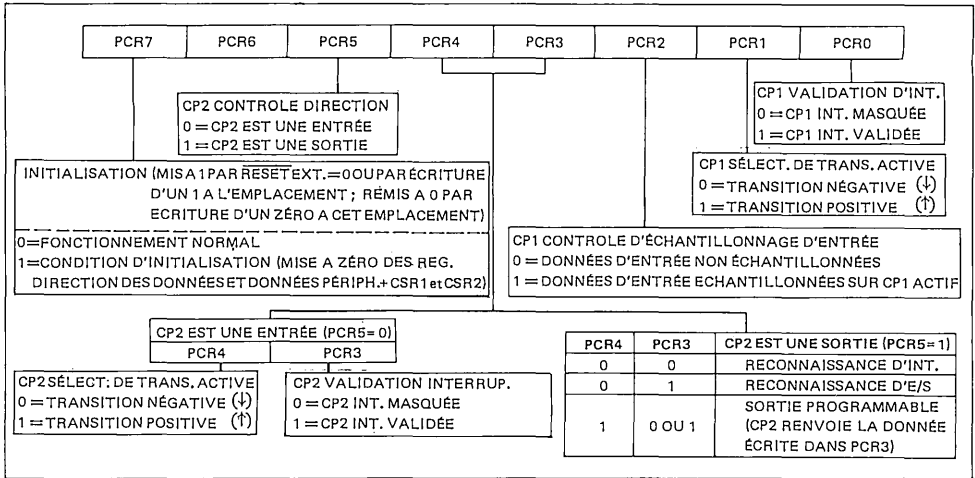 PCR7 PCR6 PCR5 PCR4 PCR3 PCR2 PCR1 PCR0
CP1 VALIDATION D'INT.
0=CP1 INT. MASQUÉE
1=CP1 INT. VALIDÉE
CP2 CONTROLE DIRECTION
0=CP2 EST UNE ENTRÉE
1=CP2 EST UNE SORTIE
CP1 SÉLECT. DE TRANS. ACTIVE
0=TRANSITION NÉGATIVE (↓)
1=TRANSITION POSITIVE (↑)
INITIALISATION (MIS A 1 PAR RESET EXT.=0 OU PAR ÉCRITURE
D'UN 1 A L'EMPLACEMENT ; REMIS A 0 PAR
ECRITURE D'UN ZÉRO A CET EMPLACEMENT)
0=FONCTIONNEMENT NORMAL
1=CONDITION D'INITIALISATION (MISE A ZÉRO DES REG.
DIRECTION DES DONNÉES ET DONNÉES PÉRIPH.+CSR1 et CSR2)
CP1 CONTROLE D'ÉCHANTILLONNAGE D'ENTRÉE
0=DONNÉES D'ENTRÉE NON ÉCHANTILLONNÉES
1=DONNÉES D'ENTRÉE ECHANTILLONNÉES SUR CP1 ACTIF
CP2 EST UNE ENTRÉE (PCR5=0)
PCR4 PCR3
CP2 SÉLECT. DE TRANS. ACTIVE
0=TRANSITION NÉGATIVE (↓)
1=TRANSITION POSITIVE (↑)
CP2 VALIDATION INTERRUP.
0=CP2 INT. MASQUÉE
1=CP2 INT. VALIDÉE
PCR4 PCR3 CP2 EST UNE SORTIE (PCR5=1)
0 0 RECONNAISSANCE D'INT.
0 1 RECONNAISSANCE D'E/S
1 0 OU 1 SORTIE PROGRAMMABLE
(CP2 RENVOIE LA DONNÉE
ÉCRITE DANS PCR3)